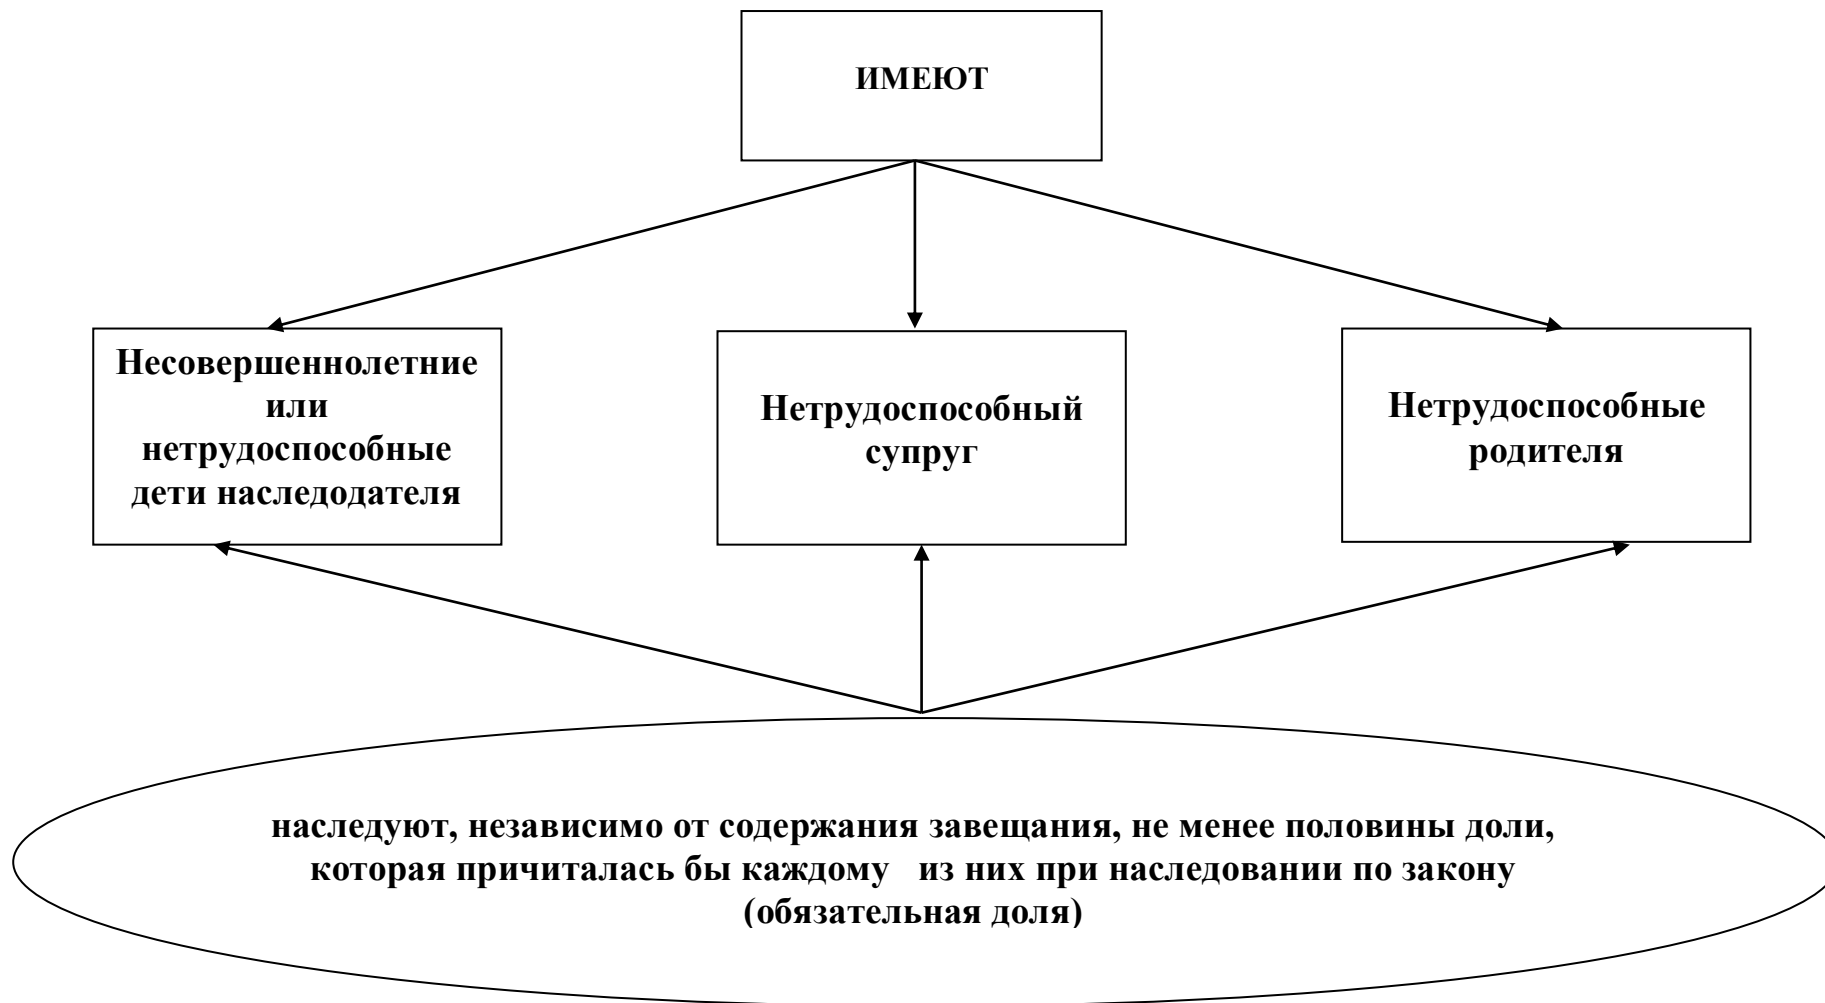 ИМЕЮТ
Несовершеннолетние
или
нетрудоспособные
дети наследодателя
Нетрудоспособный
супруг
Нетрудоспособные
родителя
наследуют, независимо от содержания завещания, не менее половины доли,
которая причиталась бы каждому из них при наследовании по закону
(обязательная доля)